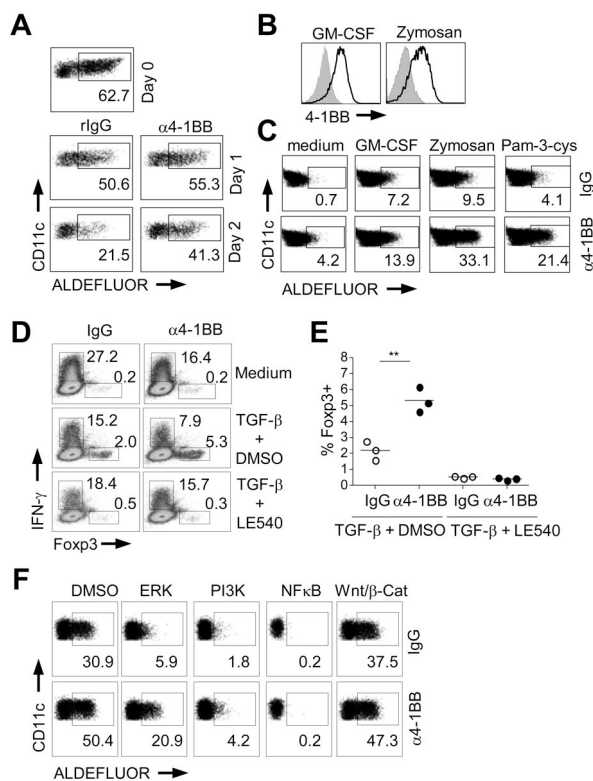 A
Day 0
62.7
rIgG α4-1BB
50.6 55.3
Day 1
21.5 41.3
Day 2
CD11c
ALDEFLUOR
B
GM-CSF Zymosan
4-1BB
C
medium GM-CSF Zymosan Pam-3-cys
0.7 7.2 9.5 4.1
IgG
4.2 13.9 33.1 21.4
α4-1BB
CD11c
ALDEFLUOR
D
IgG α4-1BB
27.2 16.4
0.2 0.2
Medium
15.2 7.9
2.0 5.3
TGF-β
+
DMSO
18.4 15.7
0.5 0.3
TGF-β
+
LE540
IFN-γ
Foxp3
E
**
% Foxp3+
8
7
6
5
4
3
2
1
0
IgG α4-1BB IgG α4-1BB
TGF-β + DMSO TGF-β + LE540
F
DMSO ERK PI3K NFκB Wnt/β-Cat
30.9 5.9 1.8 0.2 37.5
IgG
50.4 20.9 4.2 0.2 47.3
α4-1BB
CD11c
ALDEFLUOR